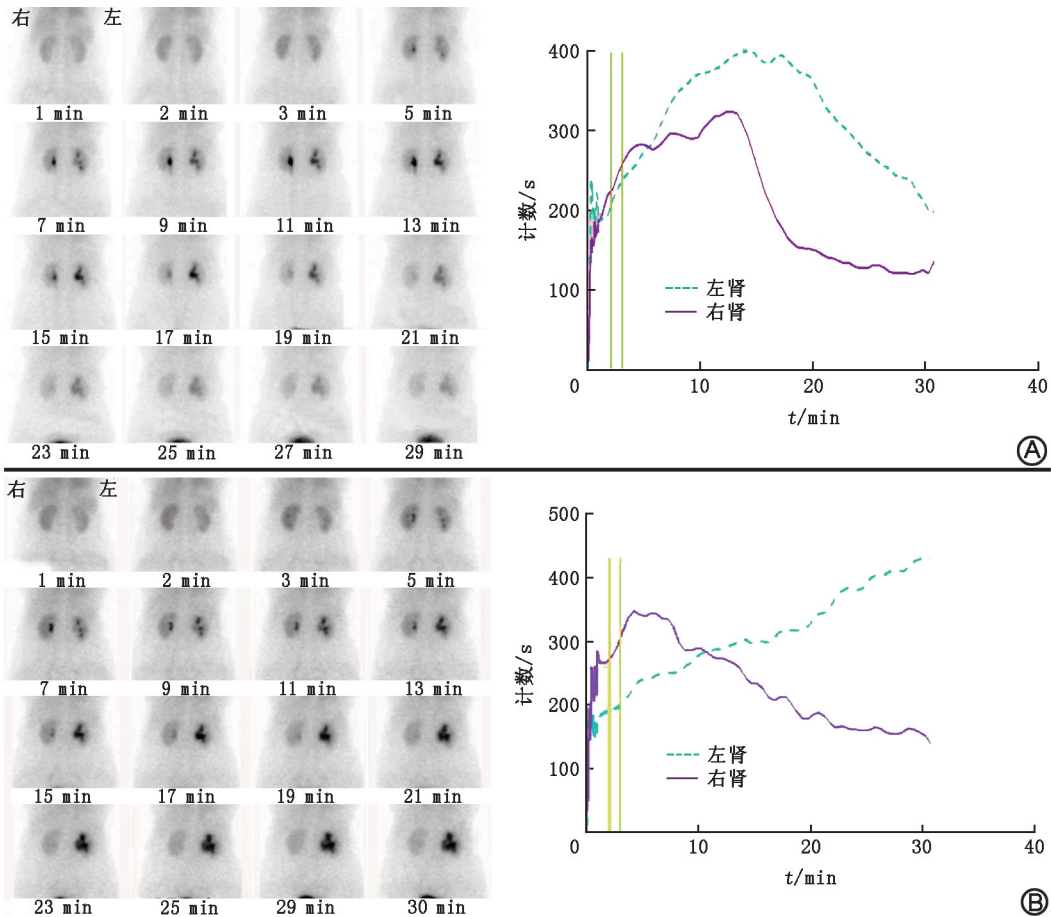 右 左
1 min 2 min 3 min 5 min
7 min 9 min 11 min 13 min
15 min 17 min 19 min 21 min
23 min 25 min 27 min 29 min
400
300
200
100
计数/s
左肾
右肾
0 10 20 30 40
t/min
A
右 左
1 min 2 min 3 min 5 min
7 min 9 min 11 min 13 min
15 min 17 min 19 min 21 min
23 min 25 min 29 min 30 min
500
400
300
200
100
计数/s
左肾
右肾
0 10 20 30 40
t/min
B